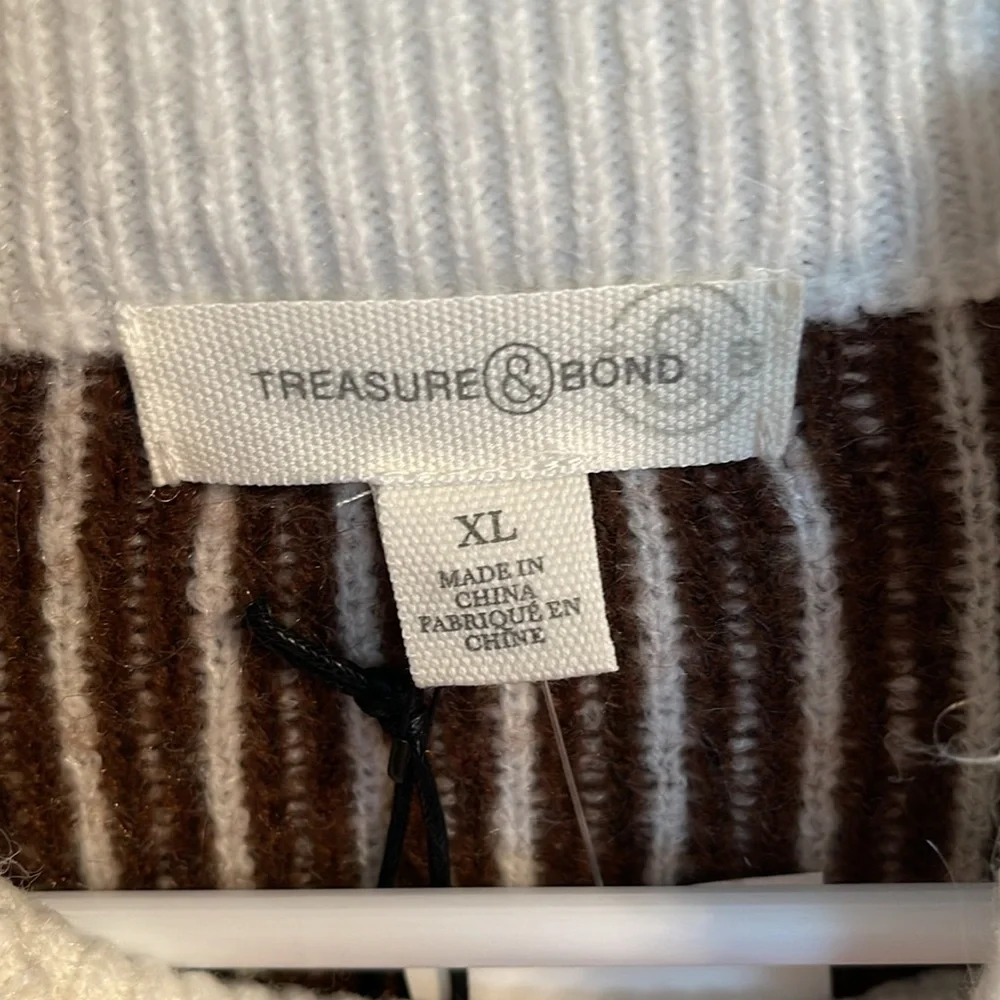 TREASURE & BOND
XL
MADE IN
CHINA
FABRIQUÉ EN
CHINE